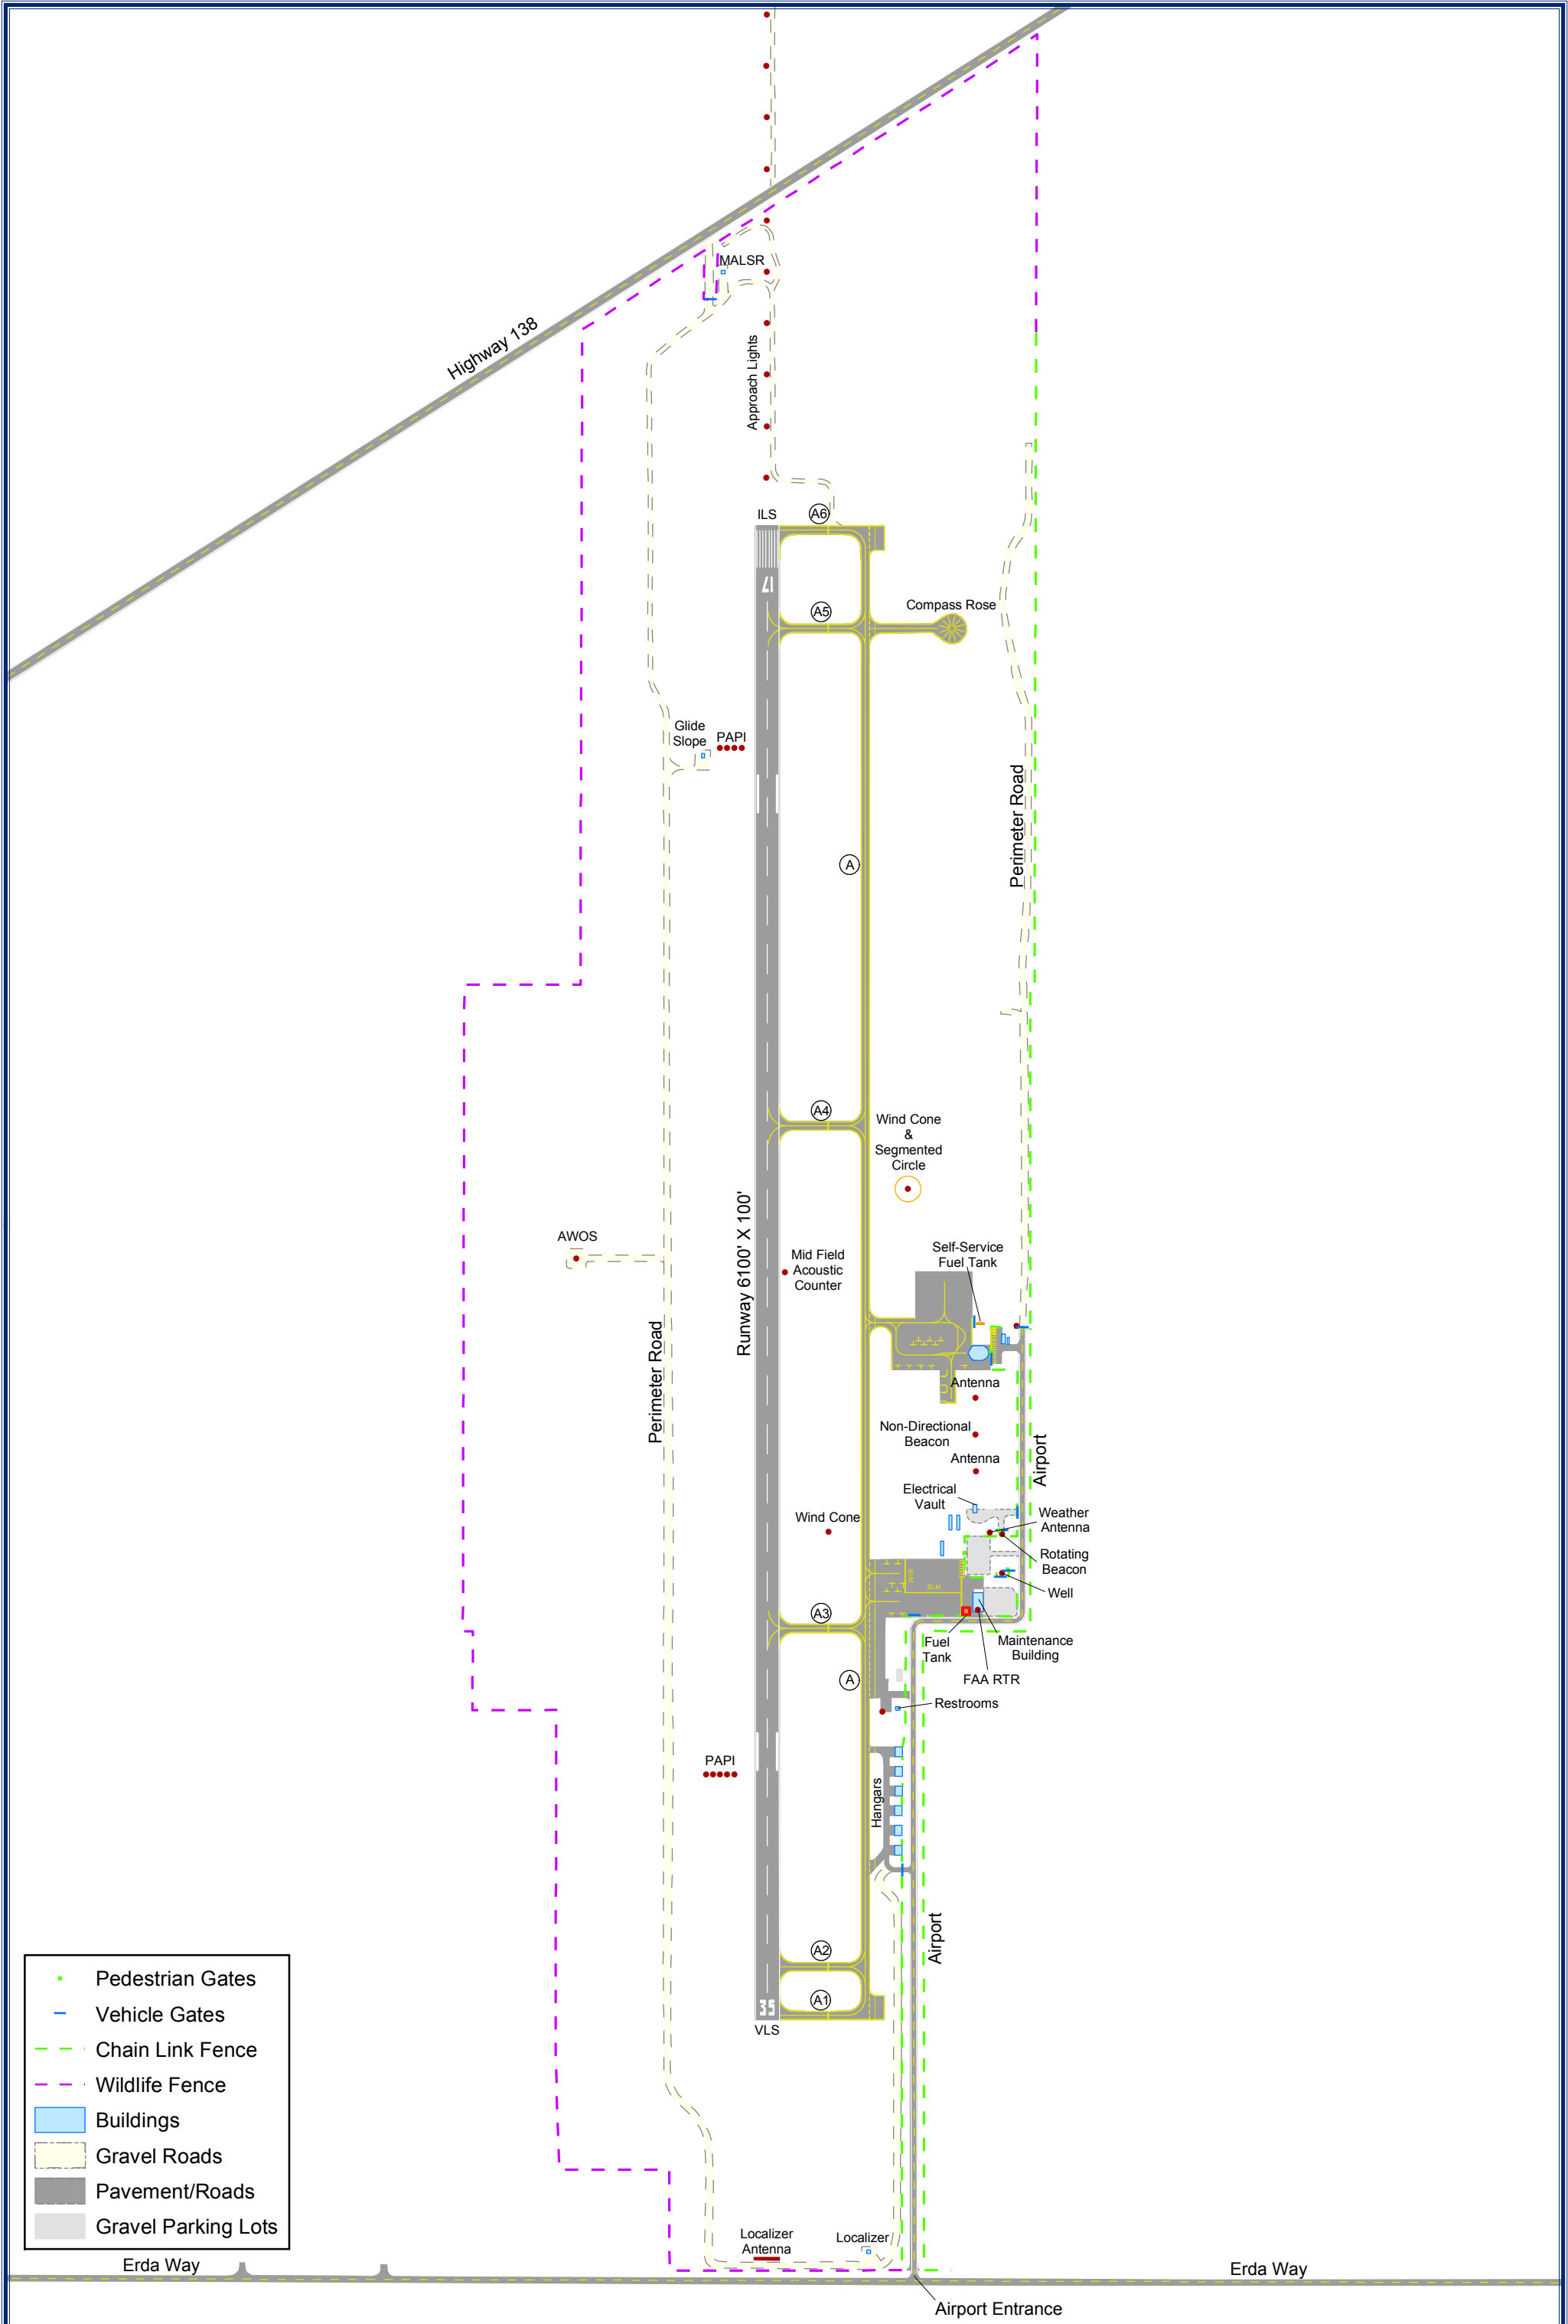 MALSR
Highway 138
Approach Lights
ILS
A6
17
A5
Compass Rose
Glide
Slope
PAPI
Perimeter Road
A
A4
Wind Cone
&
Segmented
Circle
Runway 6100' X 100'
AWOS
Mid Field
Acoustic
Counter
Self-Service
Fuel Tank
Perimeter Road
Antenna
Non-Directional
Beacon
Antenna
Airport
Electrical
Vault
Weather
Antenna
Wind Cone
Rotating
Beacon
Well
BLM
A3
Fuel
Tank
Maintenance
Building
FAA RTR
A
Restrooms
PAPI
Hangars
Airport
A2
A1
35
VLS
Pedestrian Gates
Vehicle Gates
Chain Link Fence
Wildlife Fence
Buildings
Gravel Roads
Pavement/Roads
Gravel Parking Lots
Localizer
Antenna
Localizer
Erda Way
Erda Way
Airport Entrance